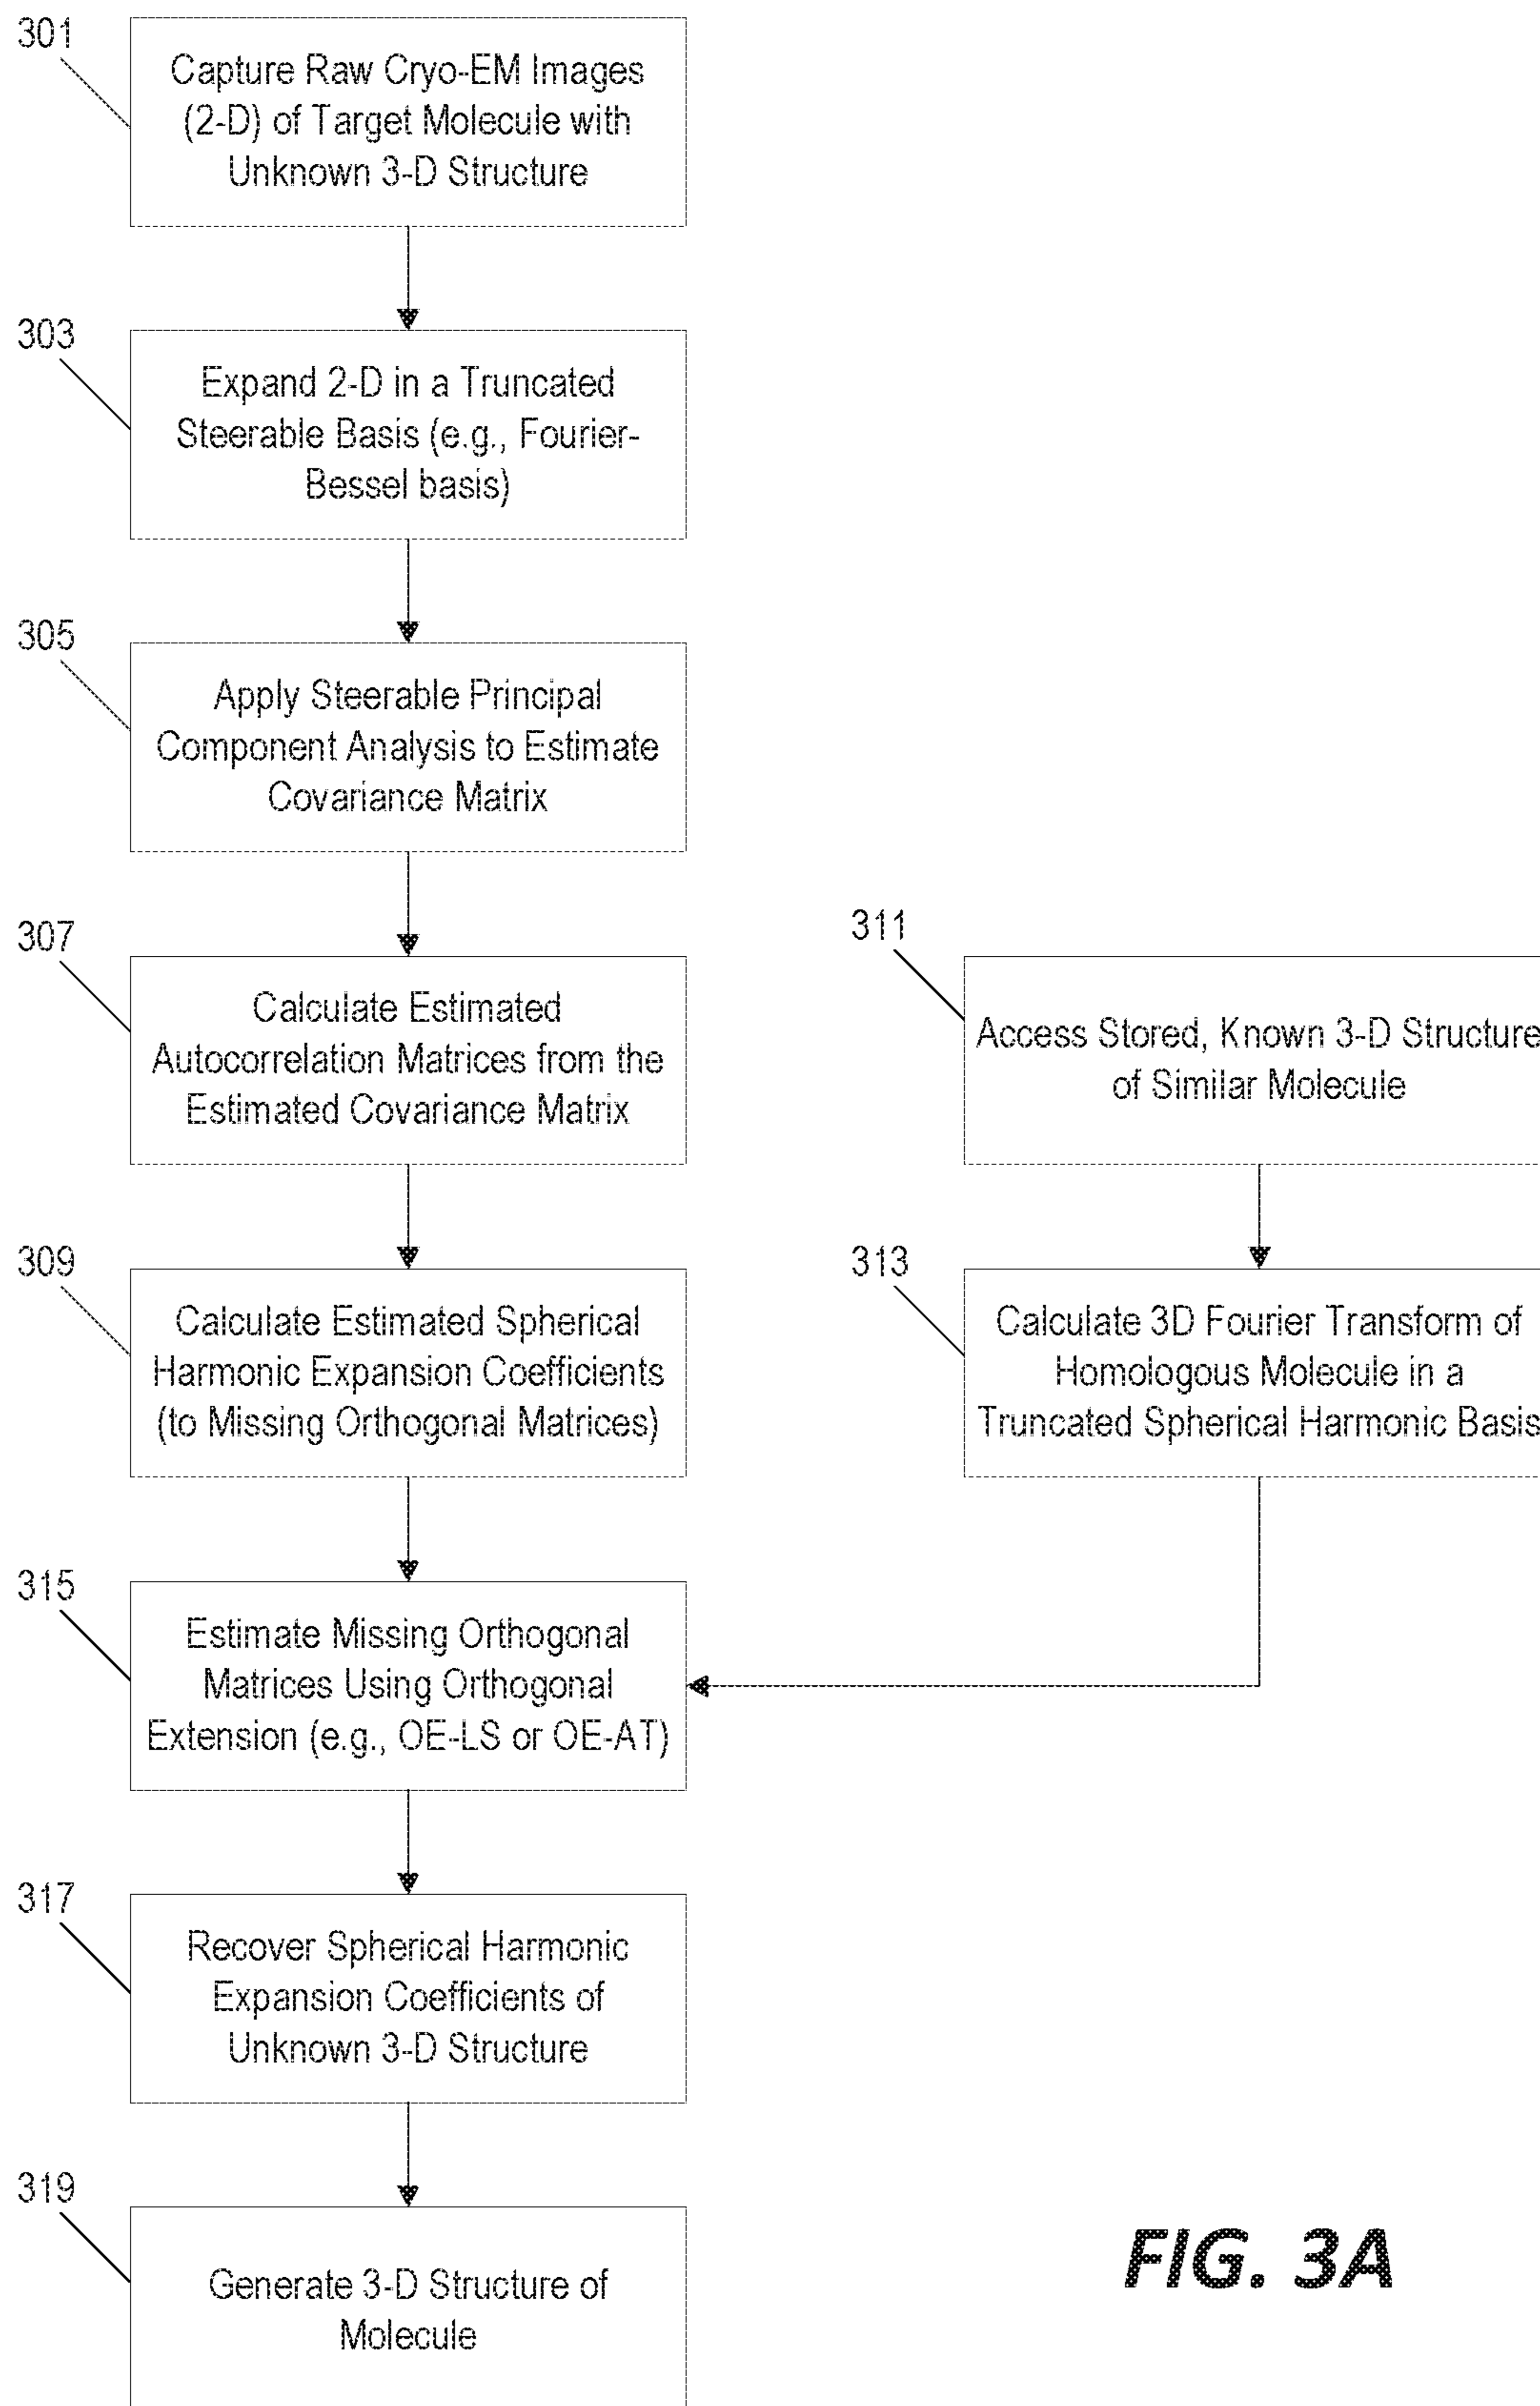 301
Capture Raw Cryo-EM Images
(2-D) of Target Molecule with
Unknown 3-D Structure
303
Expand 2-D in a Truncated
Steerable Basis (e.g., Fourier-
Bessel basis)
305
Apply Steerable Principal
Component Analysis to Estimate
Covariance Matrix
307
Calculate Estimated
Autocorrelation Matrices from the
Estimated Covariance Matrix
311
Access Stored, Known 3-D Structure
of Similar Molecule
309
Calculate Estimated Spherical
Harmonic Expansion Coefficients
(to Missing Orthogonal Matrices)
313
Calculate 3D Fourier Transform of
Homologous Molecule in a
Truncated Spherical Harmonic Basis
315
Estimate Missing Orthogonal
Matrices Using Orthogonal
Extension (e.g., OE-LS or OE-AT)
317
Recover Spherical Harmonic
Expansion Coefficients of
Unknown 3-D Structure
319
Generate 3-D Structure of
Molecule
FIG. 3A